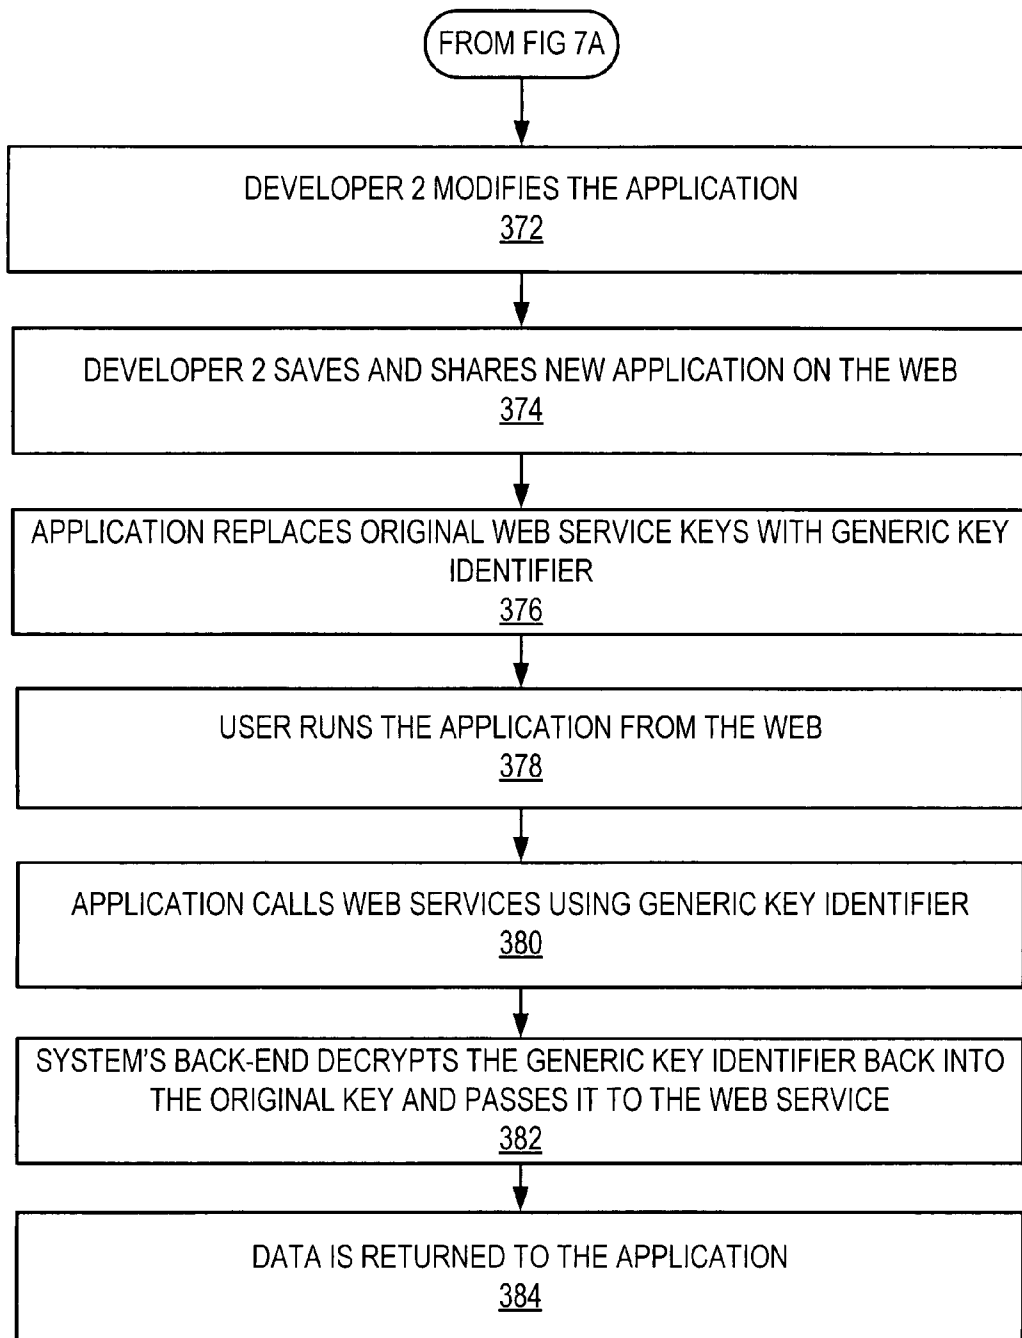 FROM FIG 7A
DEVELOPER 2 MODIFIES THE APPLICATION
372
DEVELOPER 2 SAVES AND SHARES NEW APPLICATION ON THE WEB
374
APPLICATION REPLACES ORIGINAL WEB SERVICE KEYS WITH GENERIC KEY
IDENTIFIER
376
USER RUNS THE APPLICATION FROM THE WEB
378
APPLICATION CALLS WEB SERVICES USING GENERIC KEY IDENTIFIER
380
SYSTEM'S BACK-END DECRYPTS THE GENERIC KEY IDENTIFIER BACK INTO
THE ORIGINAL KEY AND PASSES IT TO THE WEB SERVICE
382
DATA IS RETURNED TO THE APPLICATION
384